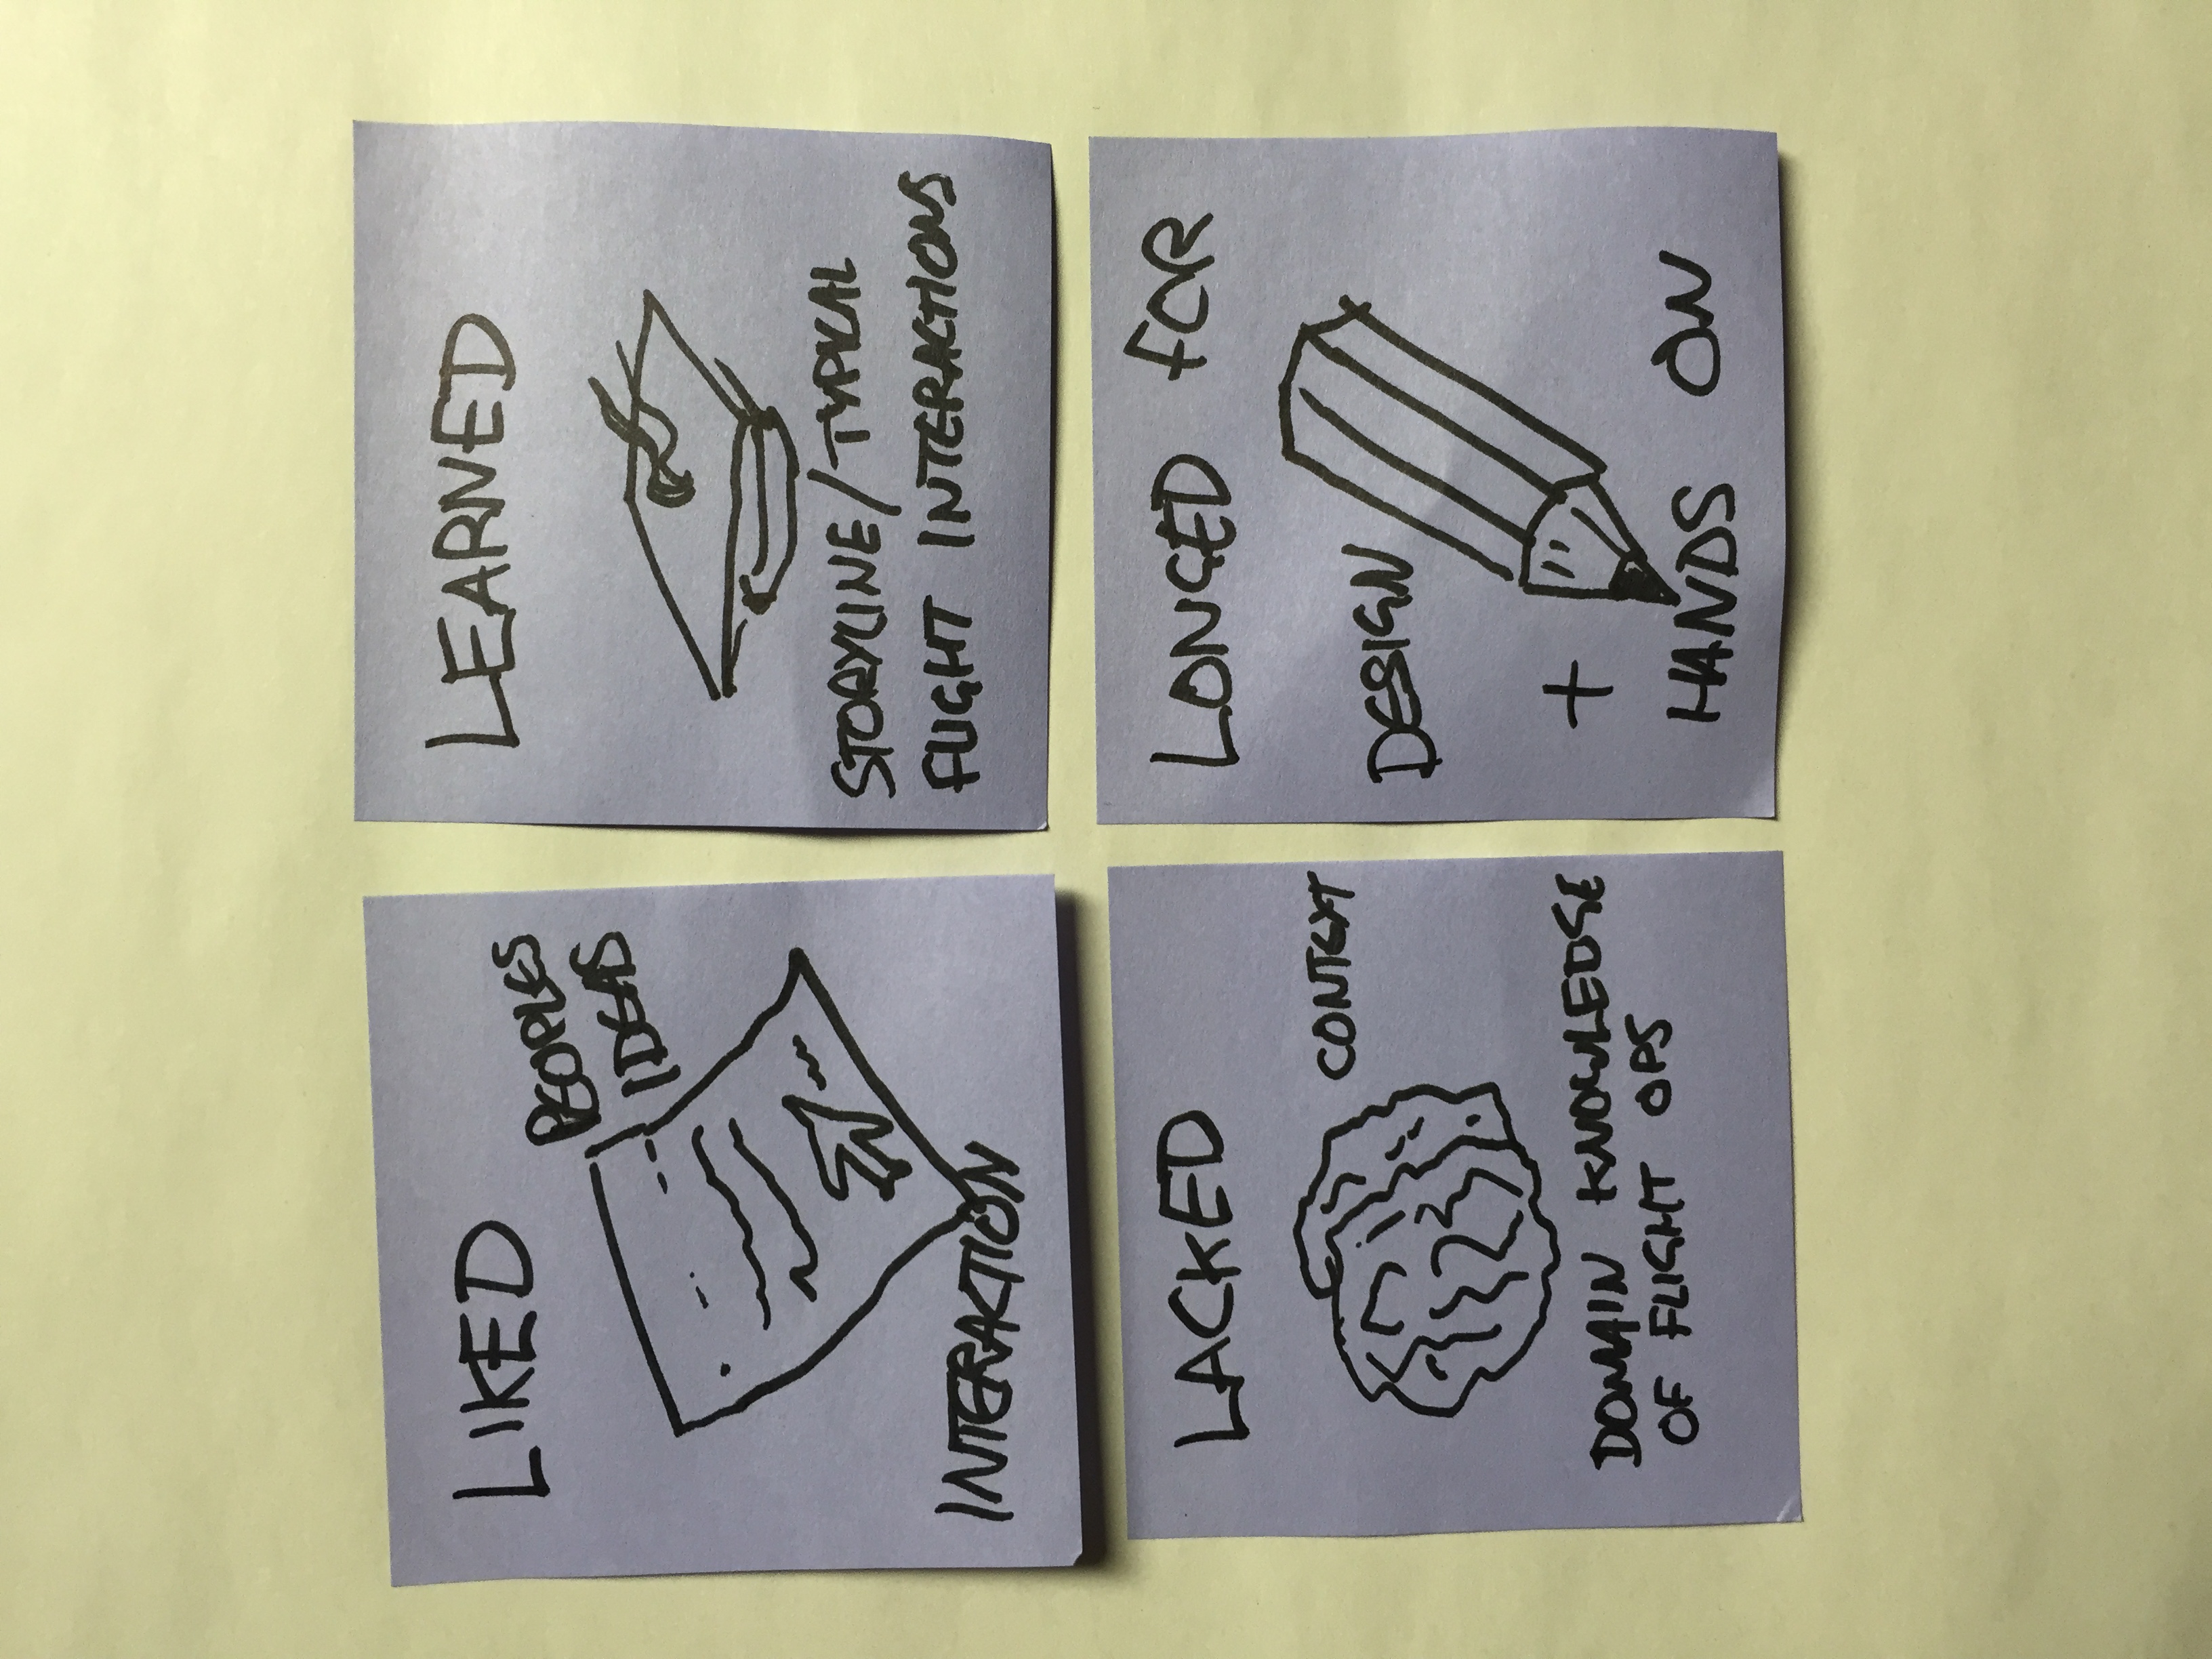 LIKED
PEOPLES
IDEAS
INTERACTION
LEARNED
STORYLINE/TYPICAL
FLIGHT INTERACTIONS
LACKED
CONTEXT
DOMAIN KNOWLEDGE
OF FLIGHT OPS
LONGED FOR
DESIGN
+
HANDS ON